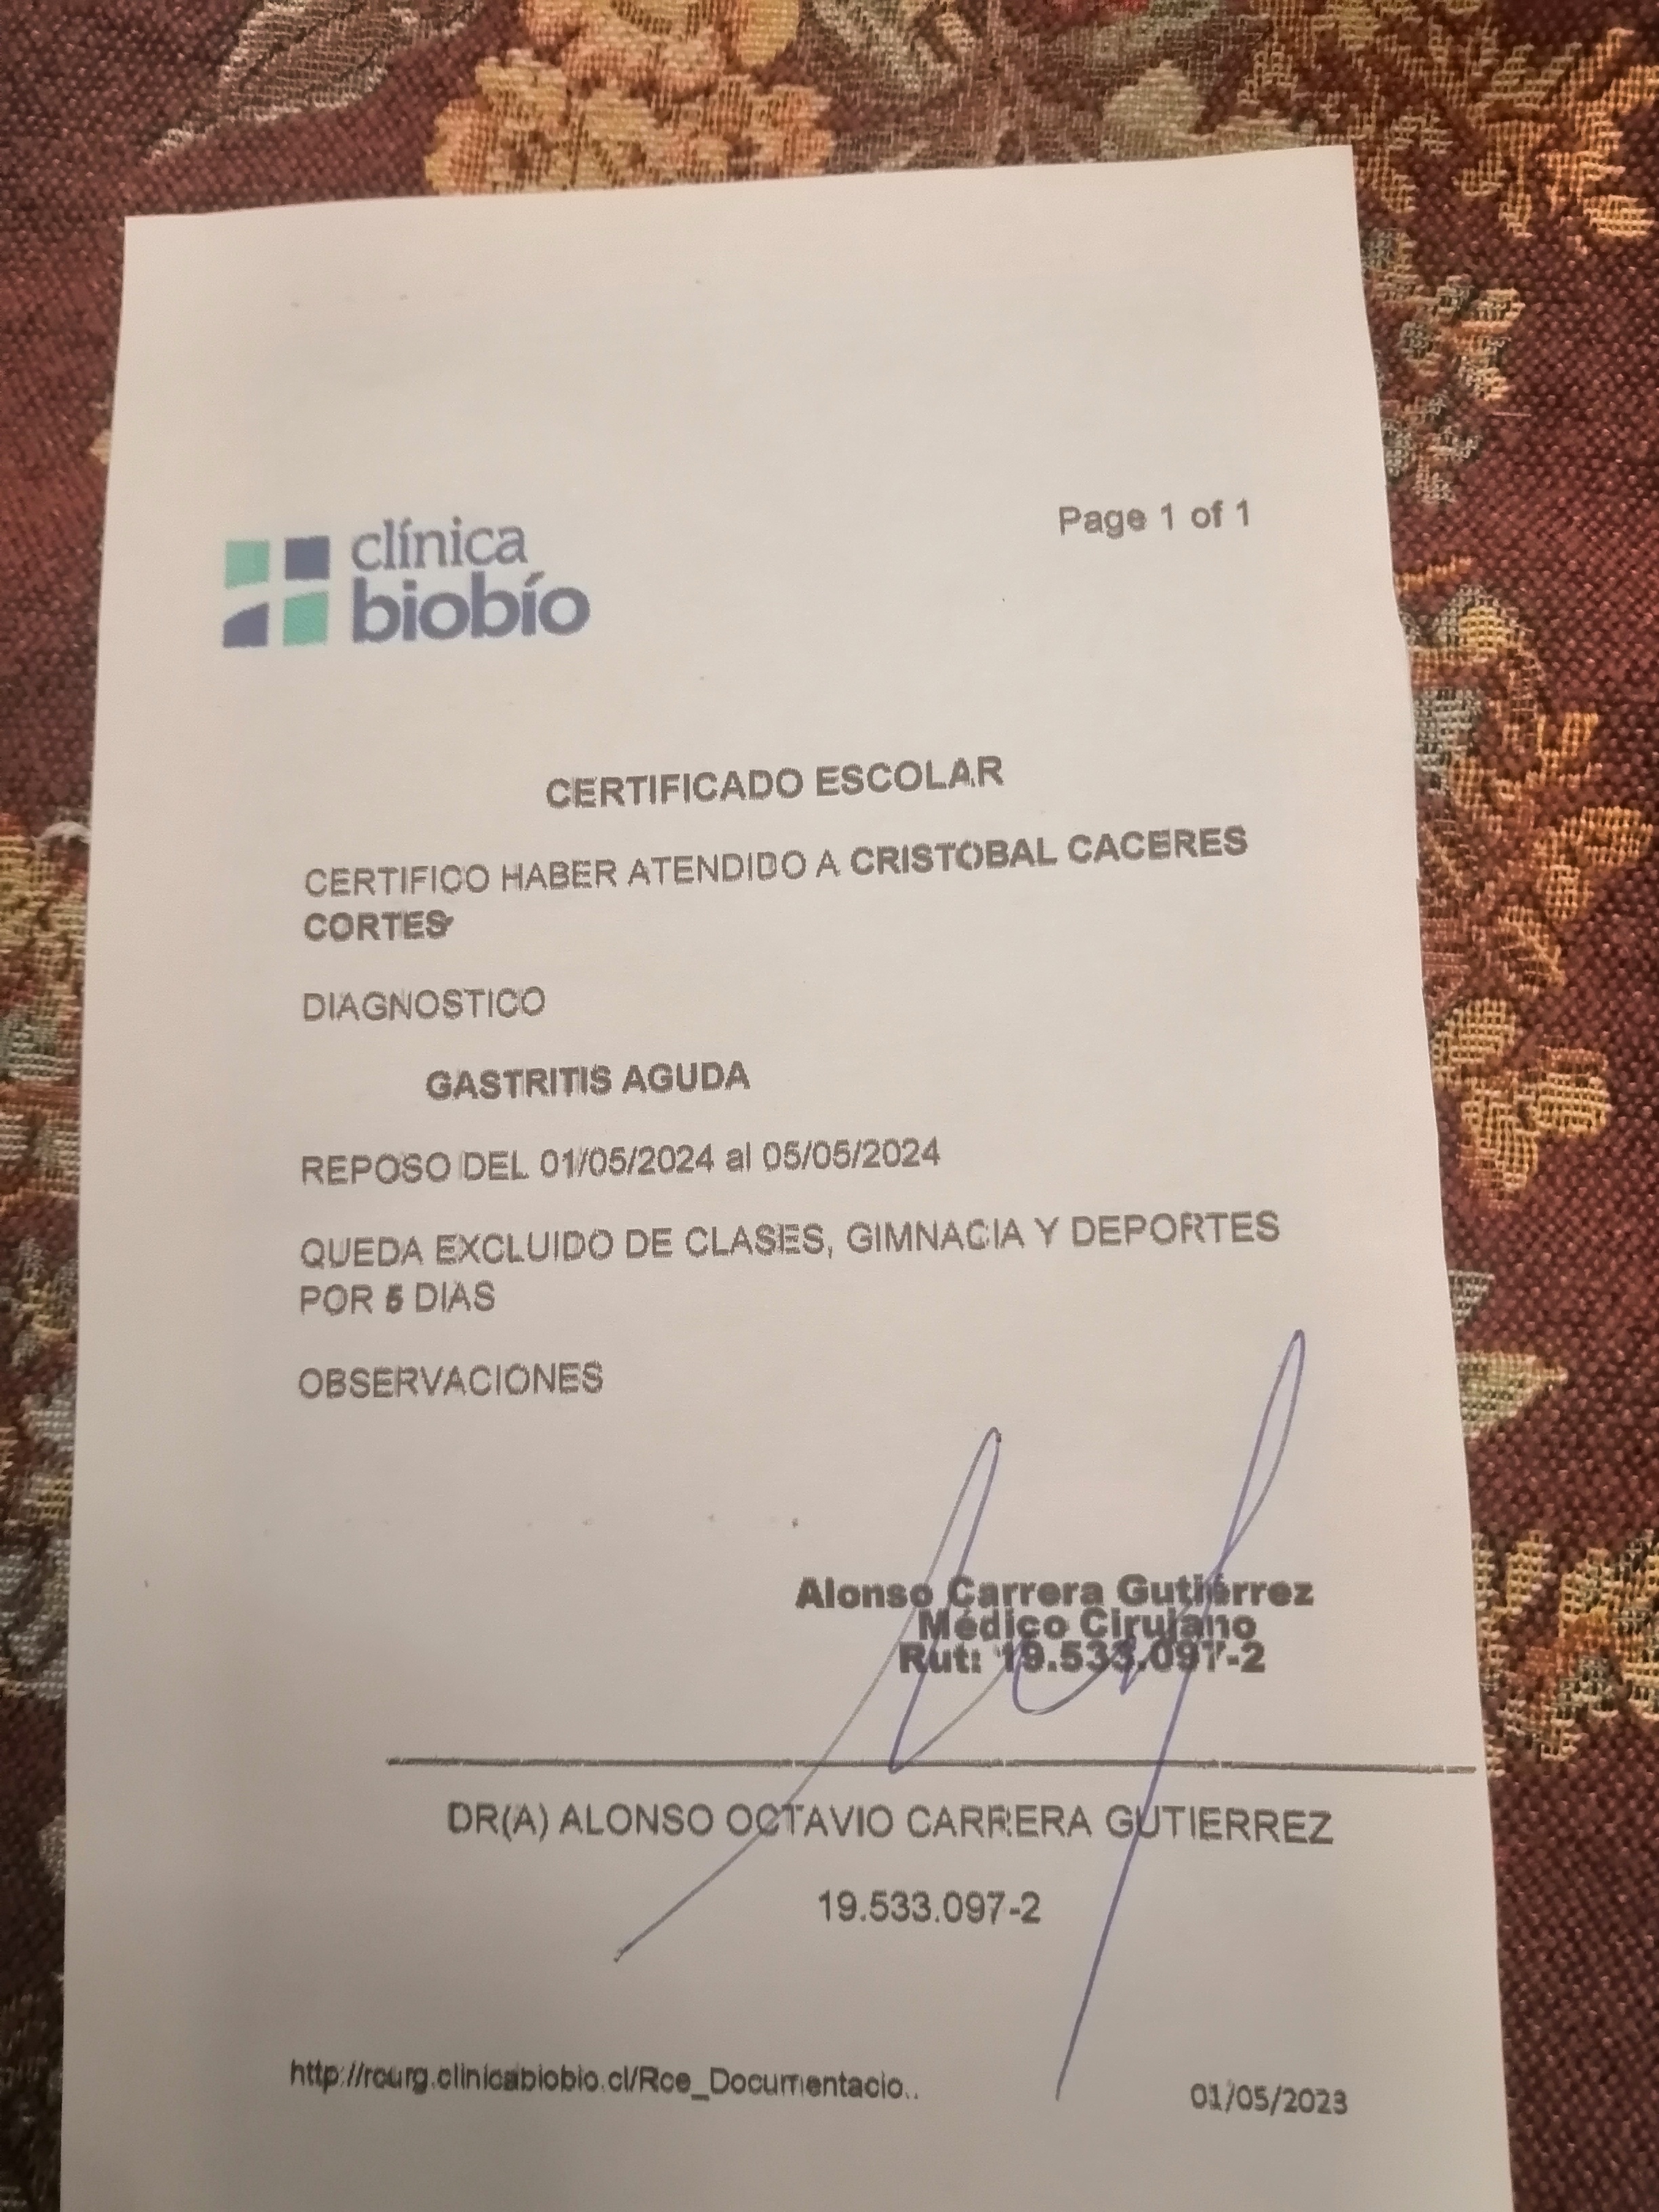 clínica
biobío
Page 1 of 1
CERTIFICADO ESCOLAR
CERTIFICO HABER ATENDIDO A CRISTOBAL CACERES
CORTES
DIAGNOSTICO
GASTRITIS AGUDA
REPOSO DEL 01/05/2024 al 05/05/2024
QUEDA EXCLUIDO DE CLASES, GIMNACIA Y DEPORTES
POR 5 DIAS
OBSERVACIONES
Alonso Carrera Gutiérrez
Médico Cirujano
Rut: 19.533.097-2
DR(A) ALONSO OCTAVIO CARRERA GUTIERREZ
19.533.097-2
http://rcurg.clinicabiobio.cl/Rce_Documentacio..
01/05/2023